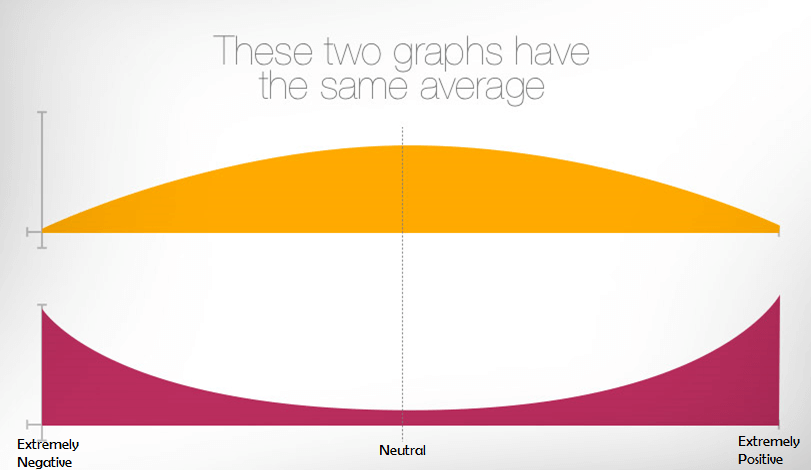 These two graphs have
the same average
Extremely
Negative
Neutral
Extremely
Positive